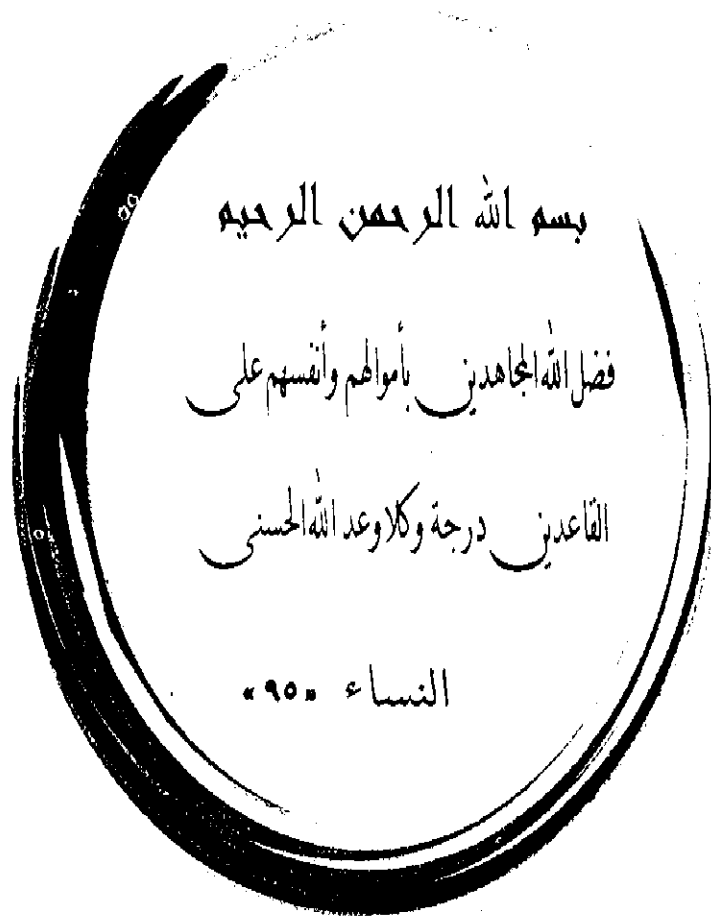 بسم الله الرحمن الرحيم
فضل الله المجاهدين بأموالهم وأنفسهم على
القاعدين درجة وكلا وعد الله الحسنى
النساء «٩٥»